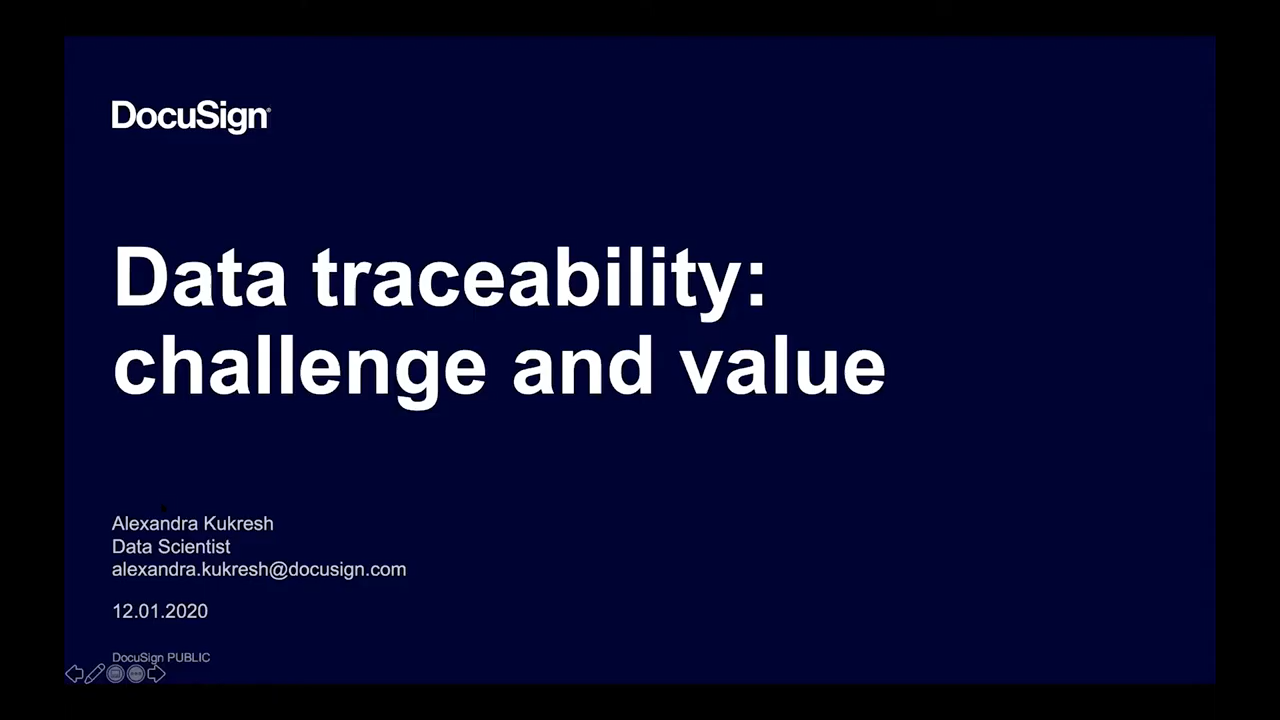 DocuSign®
Data traceability:
challenge and value
Alexandra Kukresh
Data Scientist
alexandra.kukresh@docusign.com
12.01.2020
DocuSign PUBLIC